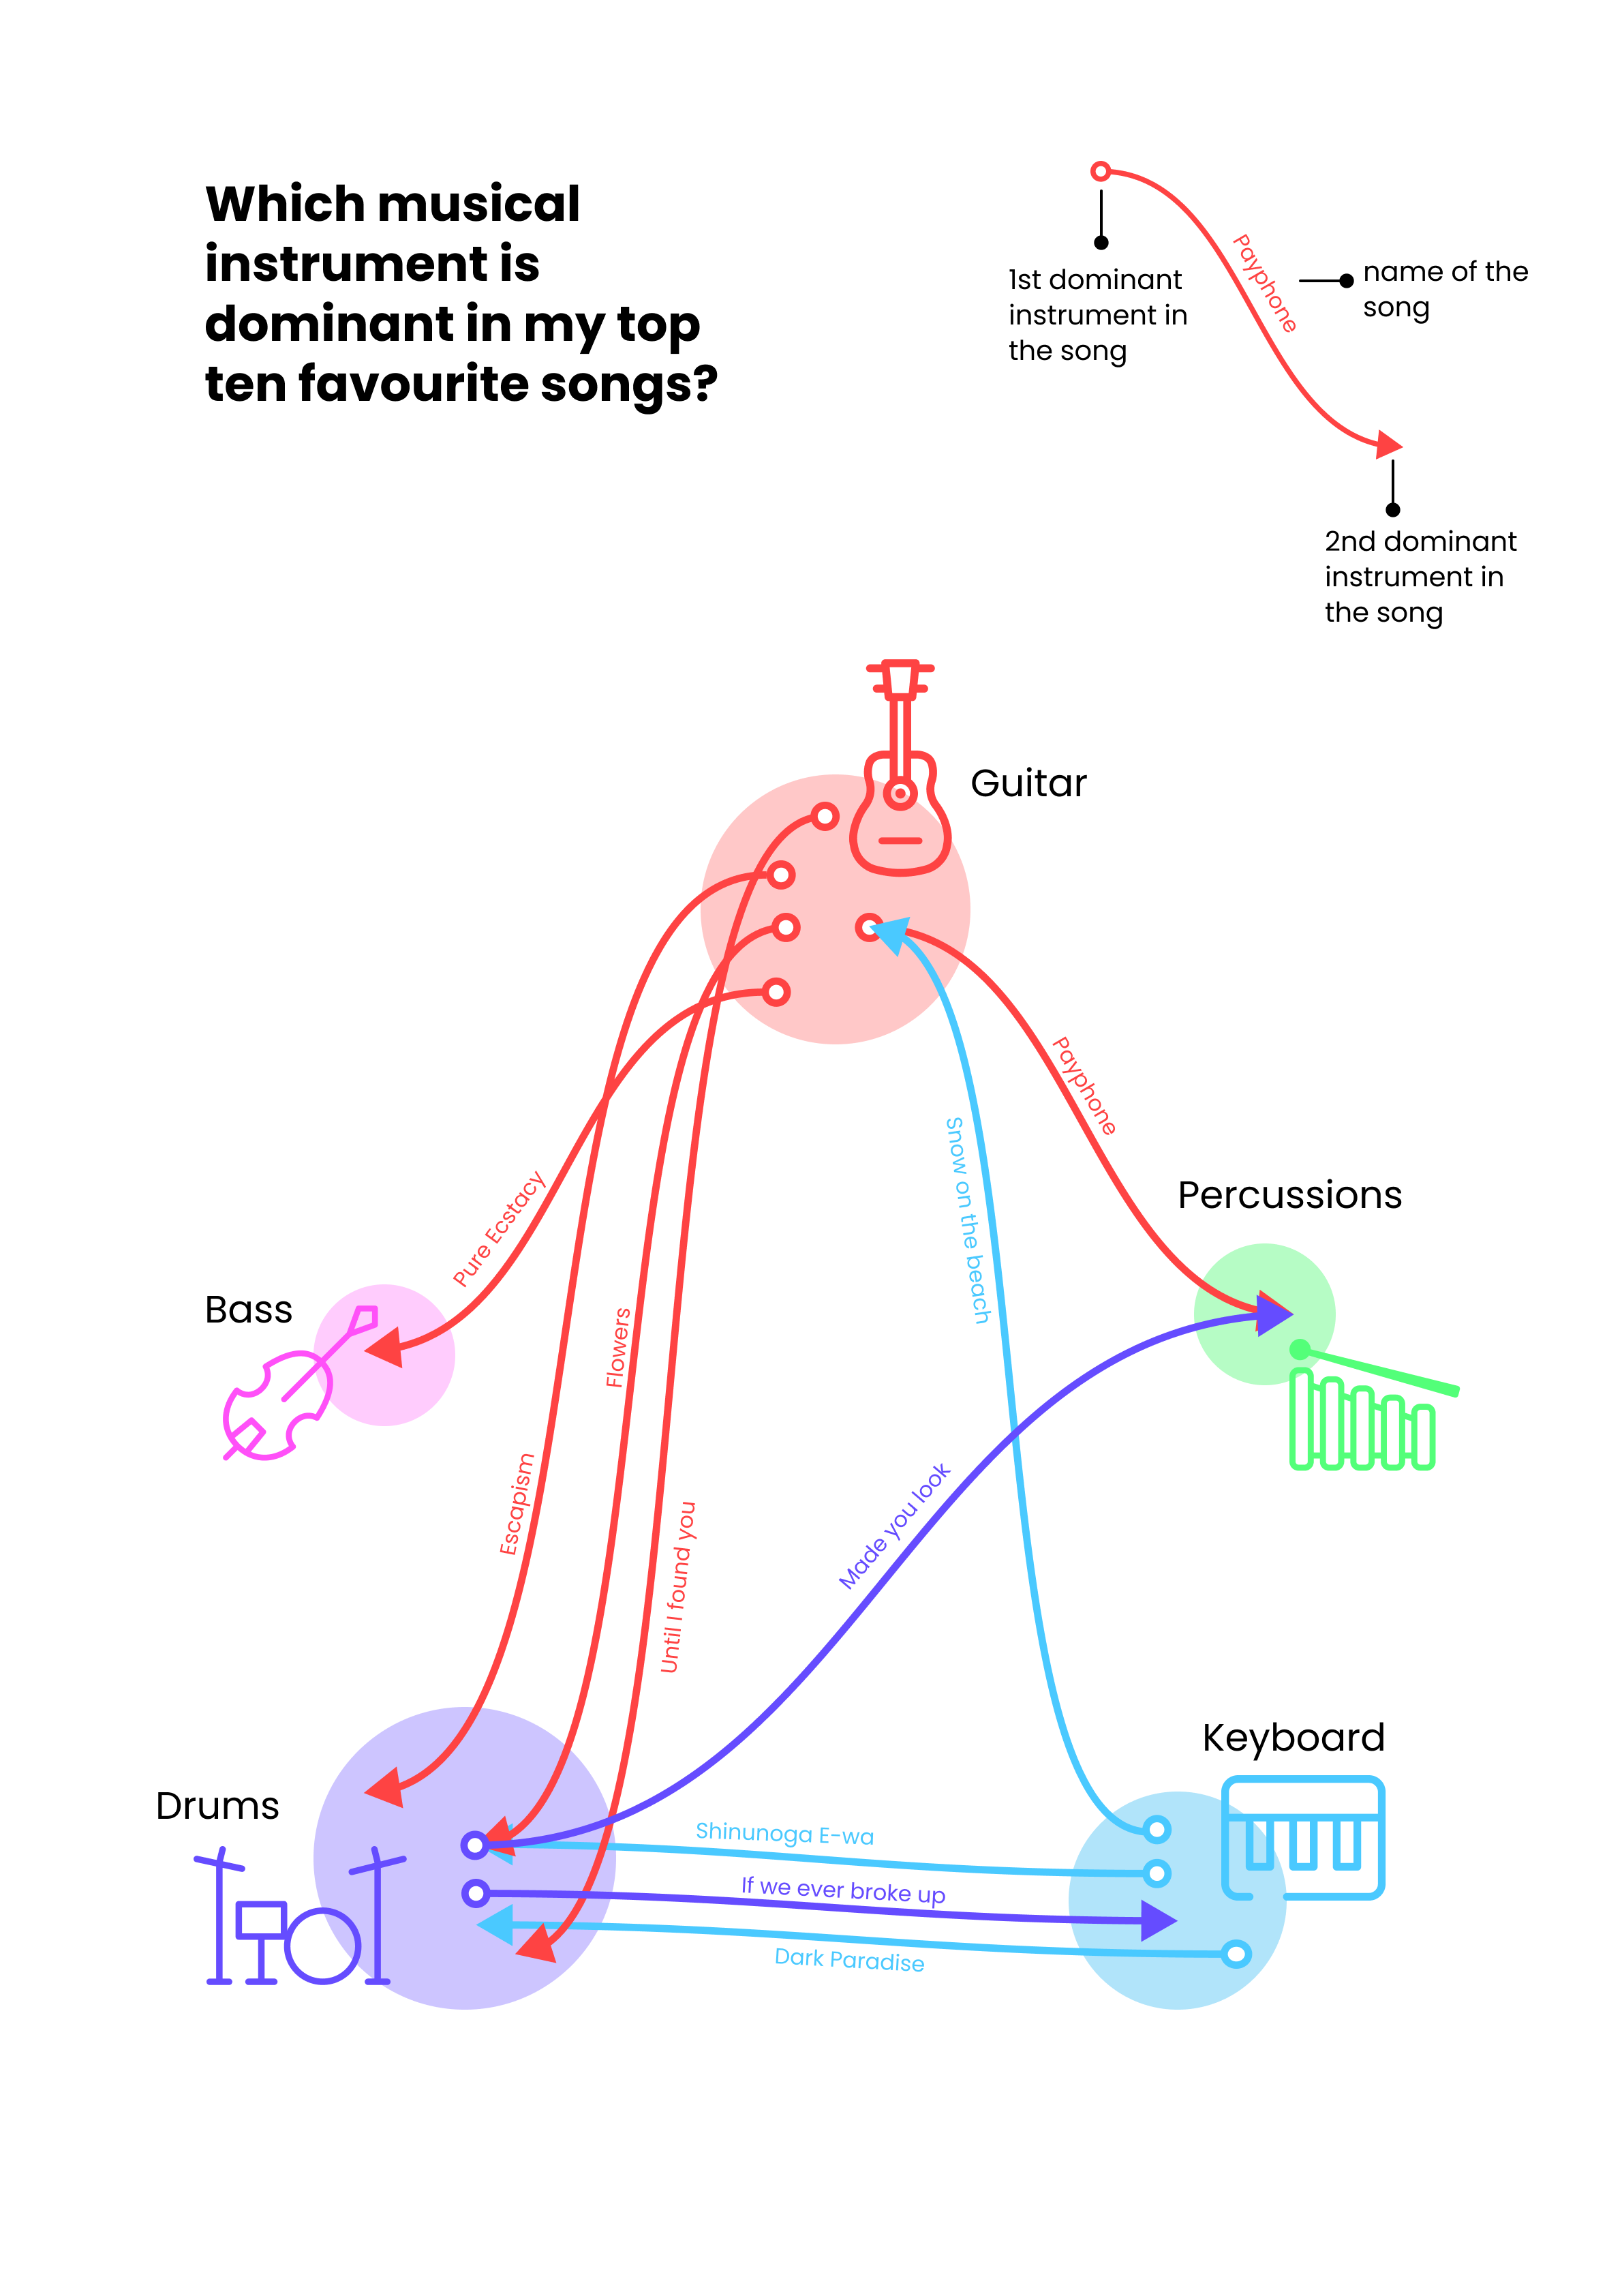 Which musical
instrument is
dominant in my top
ten favourite songs?
1st dominant
instrument in
the song
Payphone
name of the
song
2nd dominant
instrument in
the song
Guitar
Payphone
Snow on the beach
Percussions
Pure Ecstacy
Bass
Flowers
Escapism
Until I found you
Made you look
Keyboard
Drums
Shinunoga E-wa
If we ever broke up
Dark Paradise